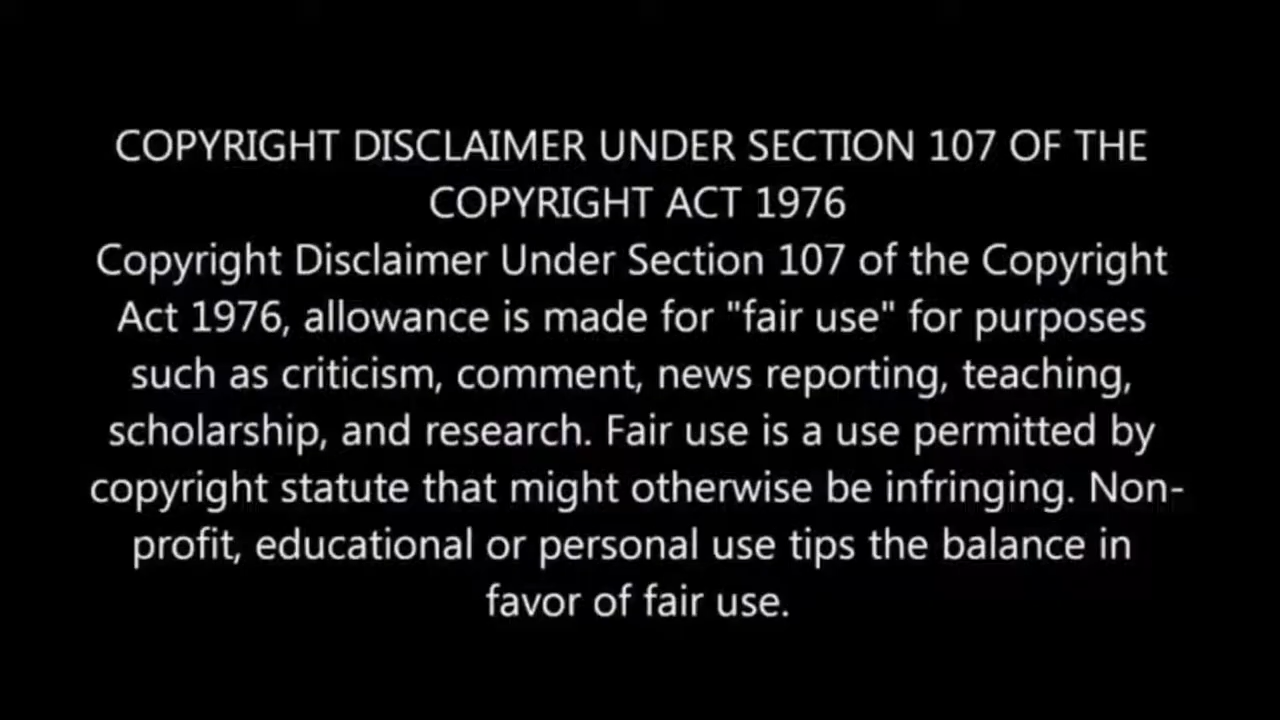 COPYRIGHT DISCLAIMER UNDER SECTION 107 OF THE
COPYRIGHT ACT 1976
Copyright Disclaimer Under Section 107 of the Copyright
Act 1976, allowance is made for "fair use" for purposes
such as criticism, comment, news reporting, teaching,
scholarship, and research. Fair use is a use permitted by
copyright statute that might otherwise be infringing. Non-
profit, educational or personal use tips the balance in
favor of fair use.